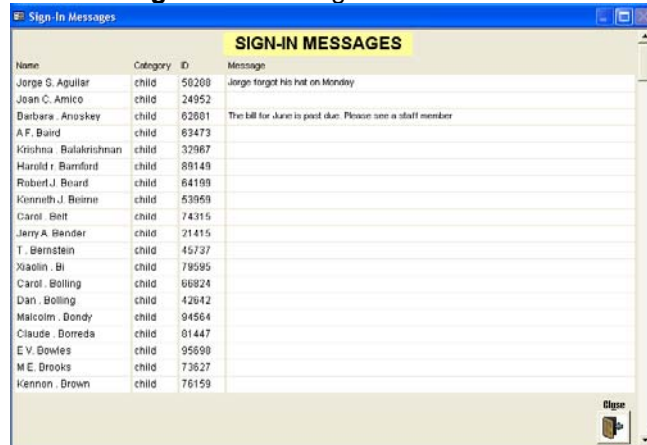 Sign-In Messages
SIGN-IN MESSAGES
Name Category ID Message
Jorge S. Aguilar child 58288 Jorge forgot his hat on Monday
Joan C. Amico child 24952
Barbara . Anoskey child 62681 The bill for June is past due. Please see a staff member
A F. Baird child 63473
Krishna . Balakrishnan child 32967
Harold r. Bamford child 89149
Robert J. Beard child 64199
Kenneth J. Beirne child 53959
Carol . Belt child 74315
Jerry A. Bender child 21415
T . Bernstein child 45737
Xiaolin . Bi child 79595
Carol . Bolling child 66824
Dan . Bolling child 42642
Malcolm . Bondy child 94564
Claude . Borreda child 81447
E V. Bowles child 95698
M E. Brooks child 73627
Kennon . Brown child 76159
Close